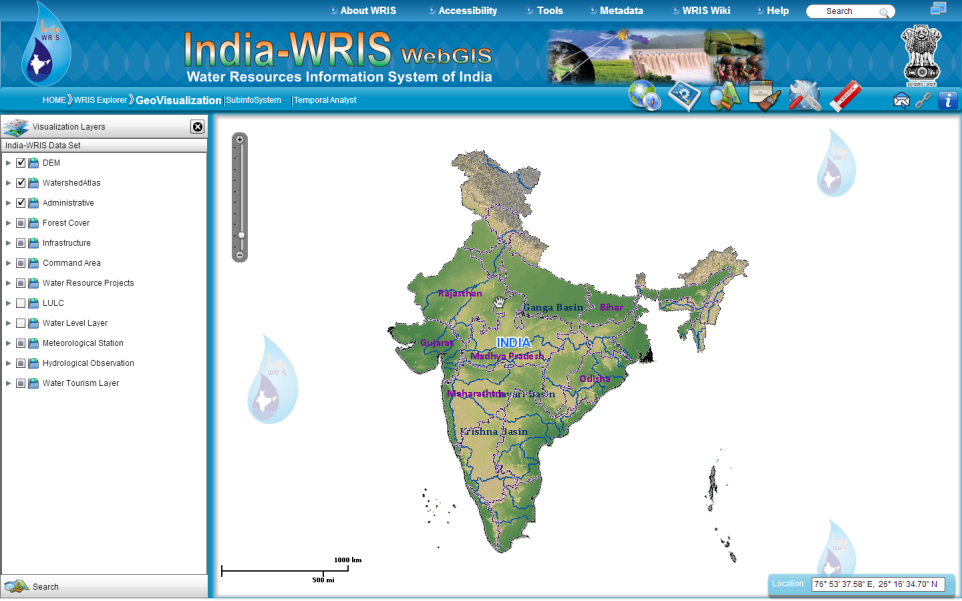 About WRIS Accessibility Tools Metadata WRIS Wiki Help Search
India-WRIS WebGIS
Water Resources Information System of India
HOME WRIS Explorer GeoVisualization |SubInfoSystem |Temporal Analyst
Visualization Layers
India-WRIS Data Set
DEM
WatershedAtlas
Administrative
Forest Cover
Infrastructure
Command Area
Water Resource Projects
LULC
Water Level Layer
Meteorological Station
Hydrological Observation
Water Tourism Layer
Search
Rajasthan
Ganga Basin
Bihar
INDIA
Gujarat
Madhya Pradesh
Odisha
Maharashtra
Krishna Basin
1000 km
500 mi
Location: 76° 53' 37.58" E, 26° 16' 34.70" N